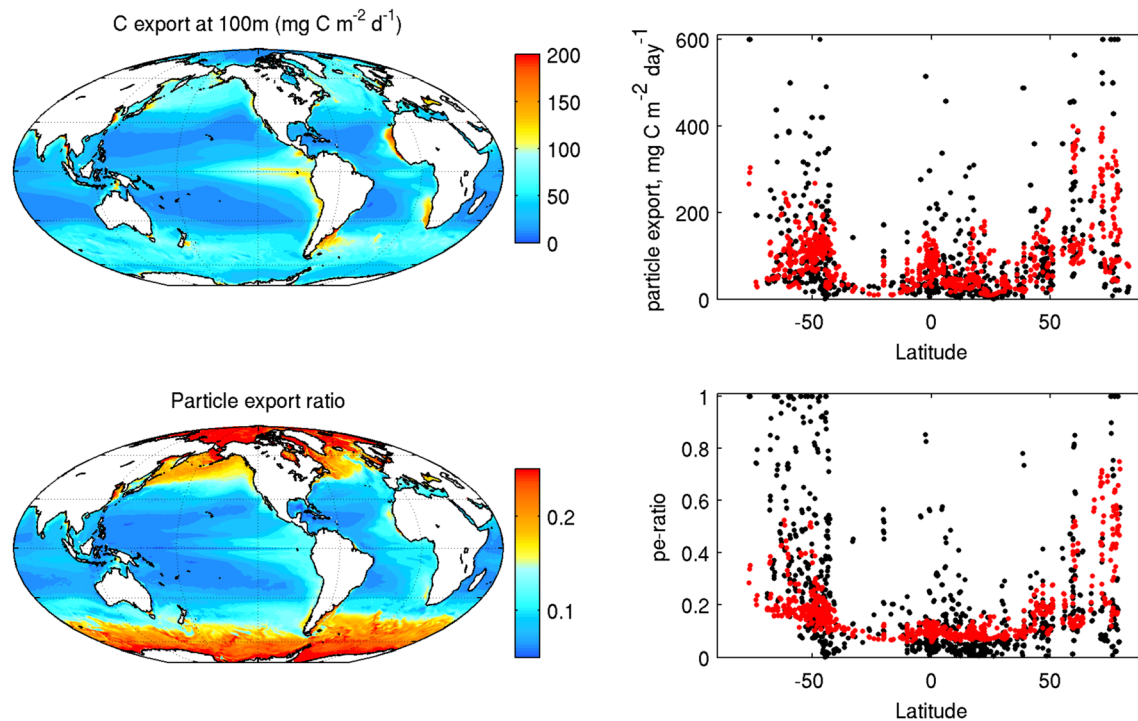 C export at 100m (mg C m⁻² d⁻¹)
200
150
100
50
0
particle export, mg C m⁻² day⁻¹
600
400
200
0
-50 0 50
Latitude
Particle export ratio
0.2
0.1
pe-ratio
1
0.8
0.6
0.4
0.2
0
-50 0 50
Latitude